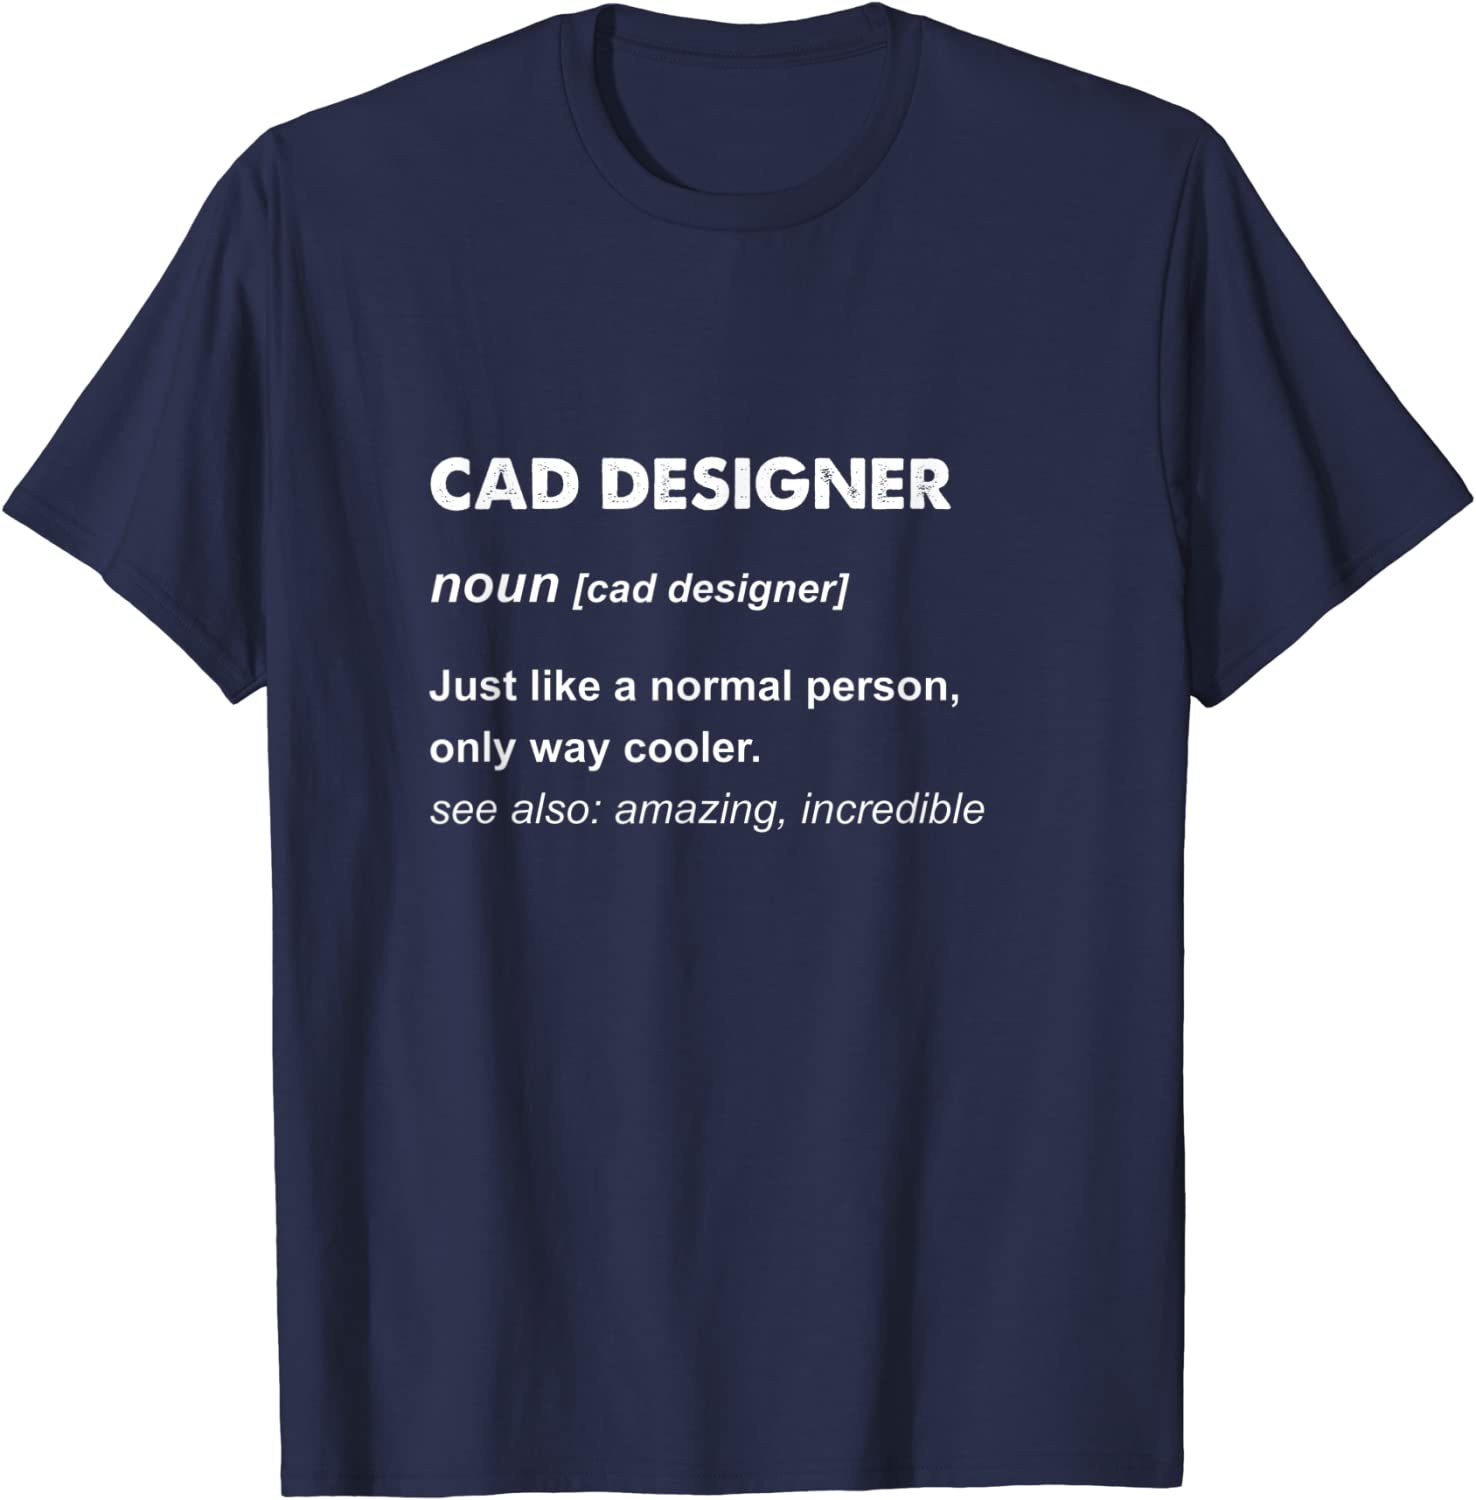 CAD DESIGNER
noun [cad designer]
Just like a normal person,
only way cooler.
see also: amazing, incredible